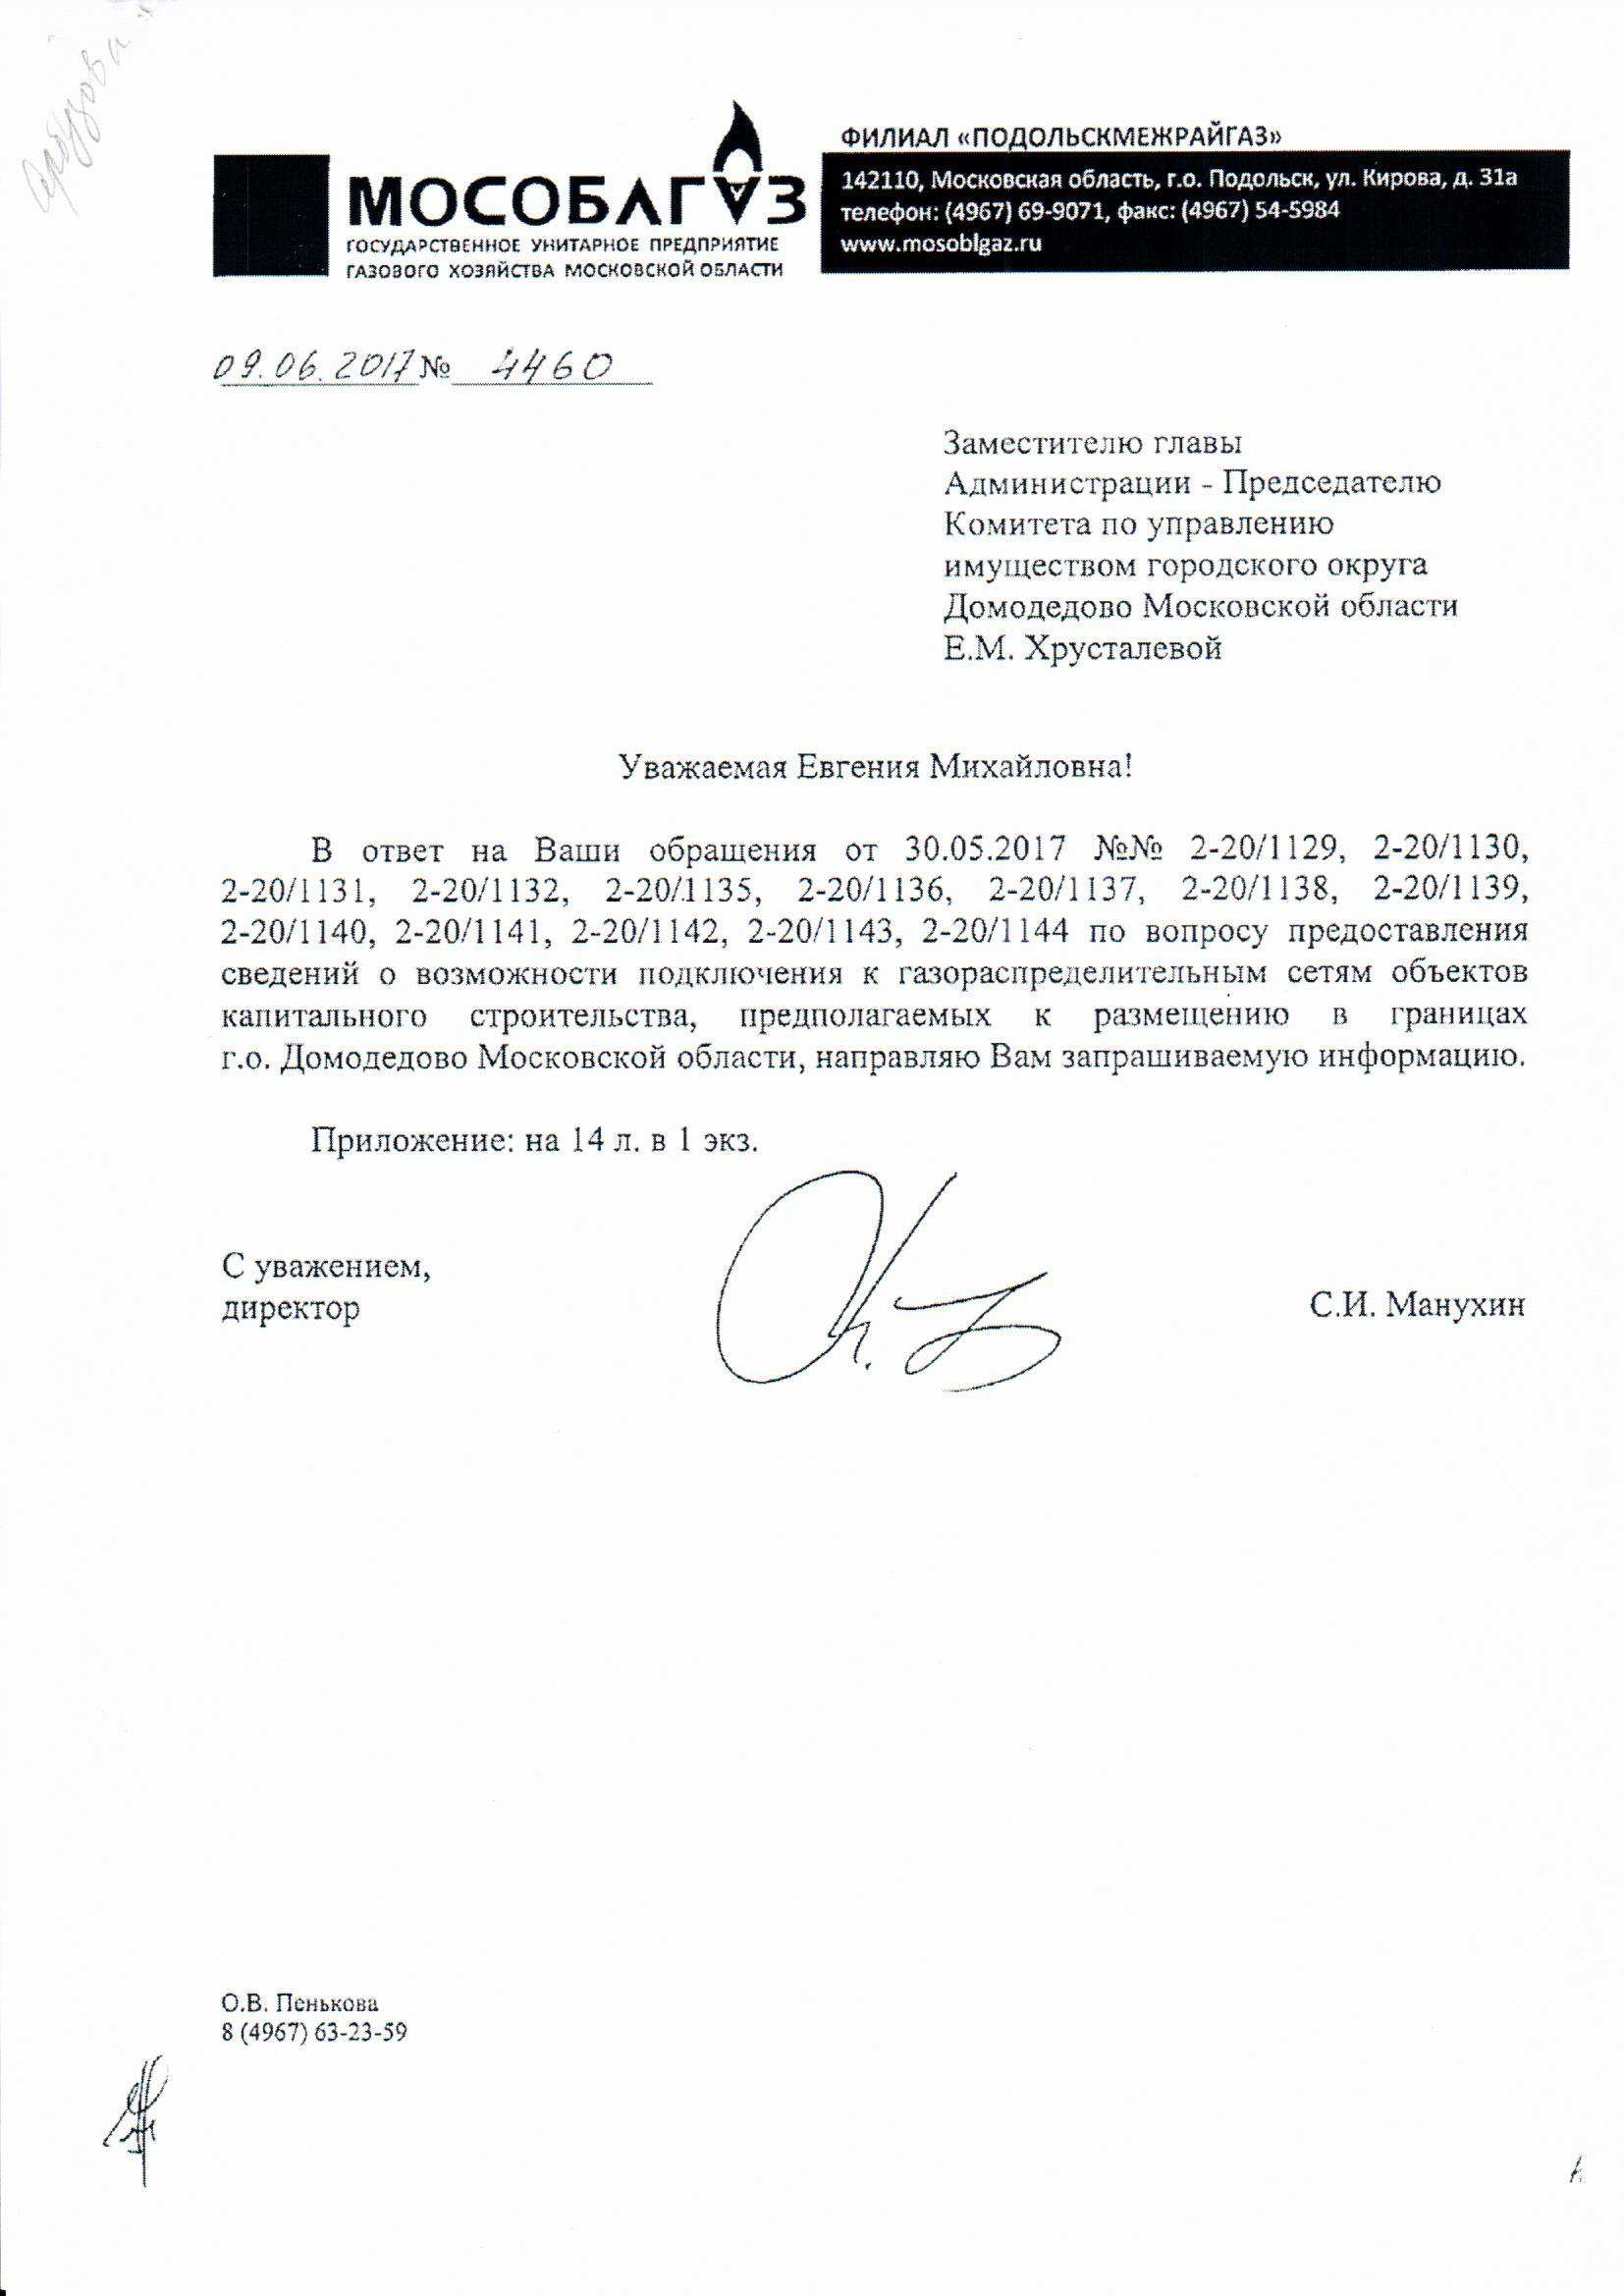 МОСОБЛГАЗ
ГОСУДАРСТВЕННОЕ УНИТАРНОЕ ПРЕДПРИЯТИЕ
ГАЗОВОГО ХОЗЯЙСТВА МОСКОВСКОЙ ОБЛАСТИ
ФИЛИАЛ «ПОДОЛЬСКМЕЖРАЙГАЗ»
142110, Московская область, г.о. Подольск, ул. Кирова, д. 31а
телефон: (4967) 69-9071, факс: (4967) 54-5984
www.mosoblgaz.ru
09.06.2017 № 4460
Заместителю главы
Администрации - Председателю
Комитета по управлению
имуществом городского округа
Домодедово Московской области
Е.М. Хрусталевой
Уважаемая Евгения Михайловна!
В ответ на Ваши обращения от 30.05.2017 №№ 2-20/1129, 2-20/1130,
2-20/1131, 2-20/1132, 2-20/1135, 2-20/1136, 2-20/1137, 2-20/1138, 2-20/1139,
2-20/1140, 2-20/1141, 2-20/1142, 2-20/1143, 2-20/1144 по вопросу предоставления
сведений о возможности подключения к газораспределительным сетям объектов
капитального строительства, предполагаемых к размещению в границах
г.о. Домодедово Московской области, направляю Вам запрашиваемую информацию.
Приложение: на 14 л. в 1 экз.
С уважением,
директор
С.И. Манухин
О.В. Пенькова
8 (4967) 63-23-59